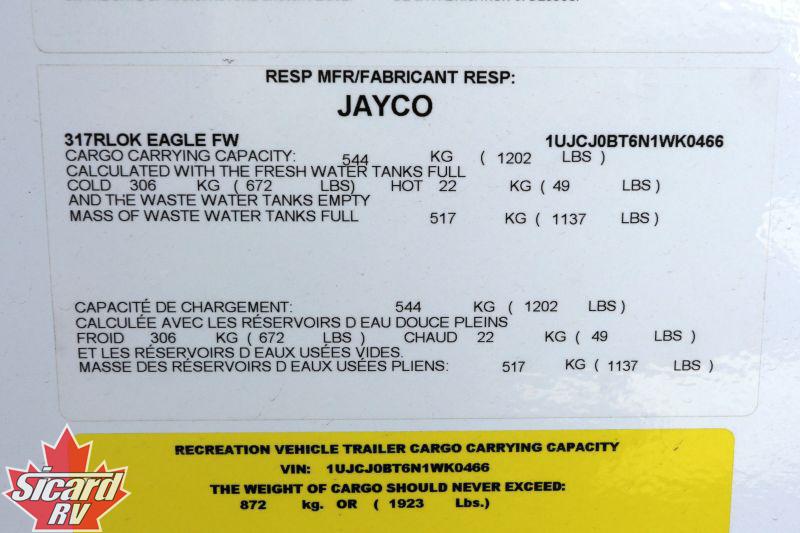 RESP MFR/FABRICANT RESP:
JAYCO
317RLOK EAGLE FW 1UJCJ0BT6N1WK0466
CARGO CARRYING CAPACITY: 544 KG ( 1202 LBS )
CALCULATED WITH THE FRESH WATER TANKS FULL
COLD 306 KG ( 672 LBS) HOT 22 KG ( 49 LBS )
AND THE WASTE WATER TANKS EMPTY
MASS OF WASTE WATER TANKS FULL 517 KG ( 1137 LBS )
CAPACITÉ DE CHARGEMENT: 544 KG ( 1202 LBS )
CALCULÉE AVEC LES RÉSERVOIRS D EAU DOUCE PLEINS
FROID 306 KG ( 672 LBS ) CHAUD 22 KG ( 49 LBS )
ET LES RÉSERVOIRS D EAUX USÉES VIDES.
MASSE DES RÉSERVOIRS D EAUX USÉES PLIENS: 517 KG ( 1137 LBS )
RECREATION VEHICLE TRAILER CARGO CARRYING CAPACITY
VIN: 1UJCJ0BT6N1WK0466
THE WEIGHT OF CARGO SHOULD NEVER EXCEED:
872 kg. OR ( 1923 Lbs.)
Sicard
RV